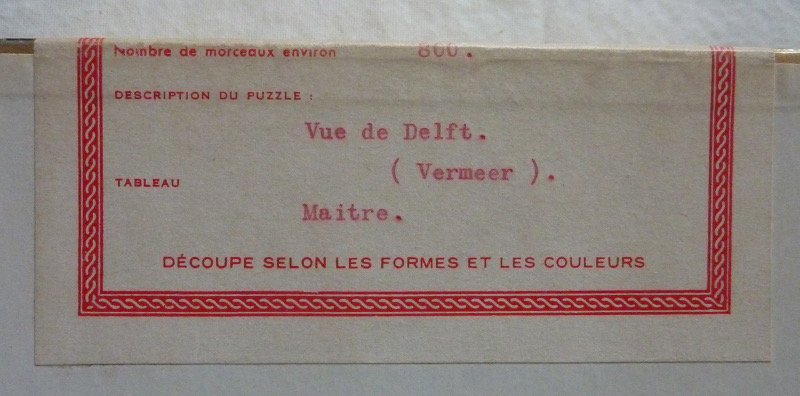 Nombre de morceaux environ 800.
DESCRIPTION DU PUZZLE :
Vue de Delft.
( Vermeer ).
TABLEAU
Maitre.
DÉCOUPE SELON LES FORMES ET LES COULEURS